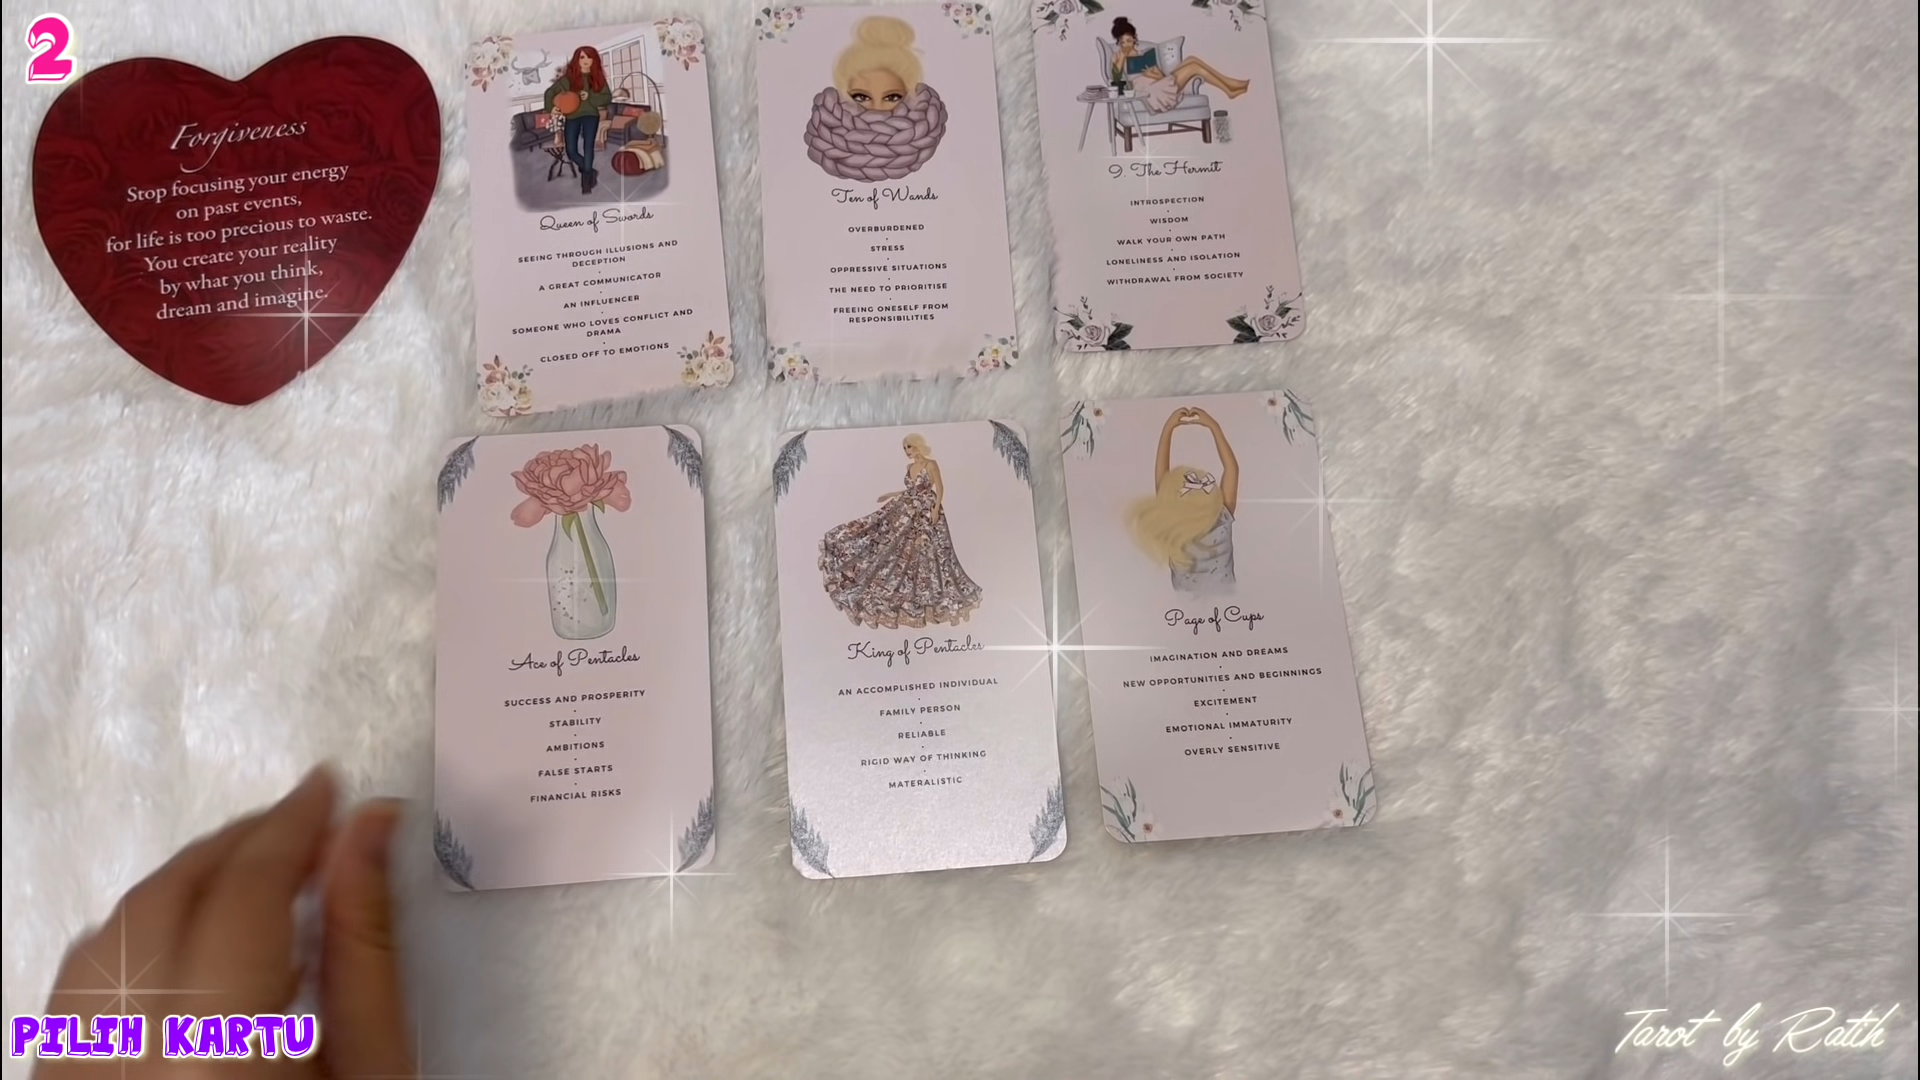 2
Forgiveness
Stop focusing your energy
on past events,
for life is too precious to waste.
You create your reality
by what you think,
dream and imagine.
Queen of Swords
SEEING THROUGH ILLUSIONS AND
DECEPTION
A GREAT COMMUNICATOR
AN INFLUENCER
SOMEONE WHO LOVES CONFLICT AND
DRAMA
CLOSED OFF TO EMOTIONS
Ten of Wands
OVERBURDENED
STRESS
OPPRESSIVE SITUATIONS
THE NEED TO PRIORITISE
FREEING ONESELF FROM
RESPONSIBILITIES
9. The Hermit
INTROSPECTION
WISDOM
WALK YOUR OWN PATH
LONELINESS AND ISOLATION
WITHDRAWAL FROM SOCIETY
Ace of Pentacles
SUCCESS AND PROSPERITY
STABILITY
AMBITIONS
FALSE STARTS
FINANCIAL RISKS
King of Pentacles
AN ACCOMPLISHED INDIVIDUAL
FAMILY PERSON
RELIABLE
RIGID WAY OF THINKING
MATERALISTIC
Page of Cups
IMAGINATION AND DREAMS
NEW OPPORTUNITIES AND BEGINNINGS
EXCITEMENT
EMOTIONAL IMMATURITY
OVERLY SENSITIVE
PILIH KARTU
Tarot by Ratih